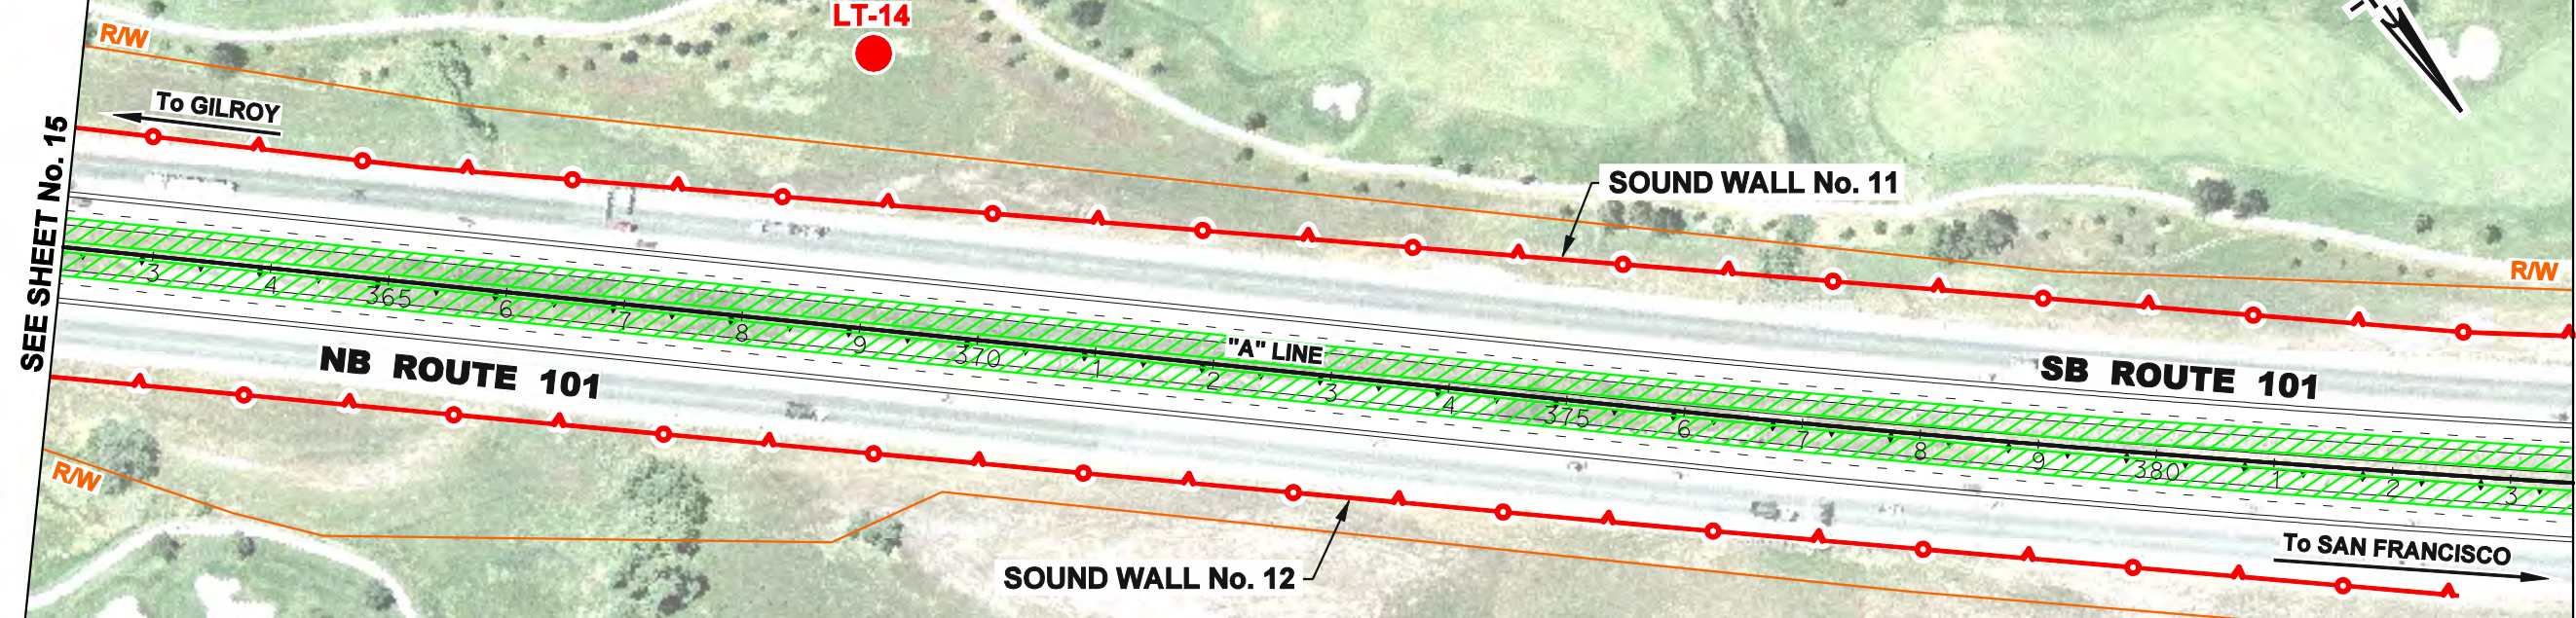 LT-14
R/W
To GILROY
SEE SHEET No. 15
SOUND WALL No. 11
R/W
3 4 365 6 7 8 9 370 1 2 3 4 375 6 7 8 9 380 1 2 3
"A" LINE
NB ROUTE 101
SB ROUTE 101
R/W
SOUND WALL No. 12
To SAN FRANCISCO